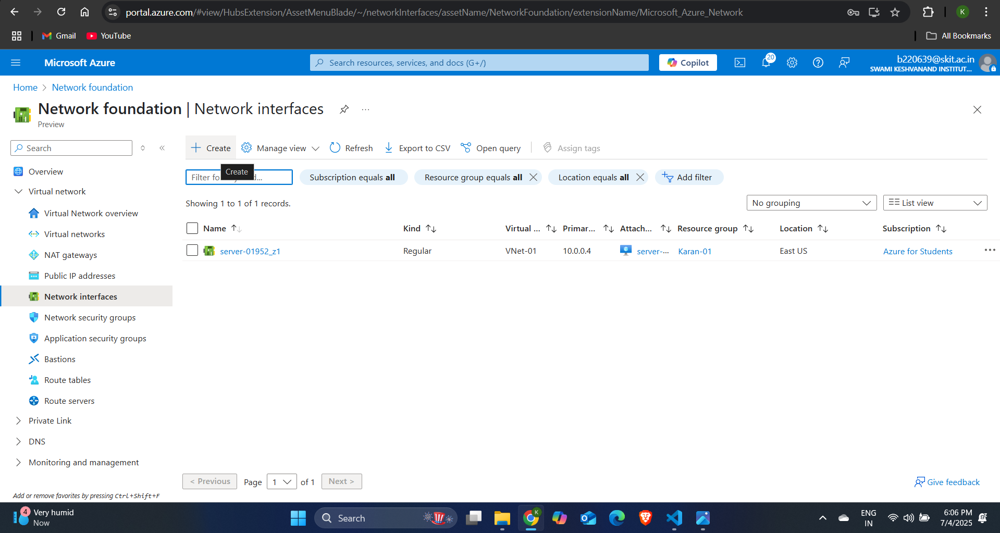 portal.azure.com/#view/HubsExtension/AssetMenuBlade/~/networkInterfaces/assetName/NetworkFoundation/extensionName/Microsoft_Azure_Network
K
Gmail
YouTube
All Bookmarks
Microsoft Azure
Search resources, services, and docs (G+/)
Copilot
20
b220639@skit.ac.in
SWAMI KESHVANAND INSTITUT...
Home > Network foundation
Network foundation | Network interfaces
...
Preview
Search
Create
Manage view
Refresh
Export to CSV
Open query
Assign tags
Overview
Virtual network
Virtual Network overview
Virtual networks
NAT gateways
Public IP addresses
Network interfaces
Network security groups
Application security groups
Bastions
Route tables
Route servers
Private Link
DNS
Monitoring and management
Add or remove favorites by pressing Ctrl+Shift+F
Filter fo
d...
Create
Subscription equals all
Resource group equals all
Location equals all
Add filter
Showing 1 to 1 of 1 records.
No grouping
List view
Name Kind Virtual ... Primar... Attach... Resource group Location Subscription
server-01952_z1 Regular VNet-01 10.0.0.4 server-... Karan-01 East US Azure for Students ...
< Previous Page 1 of 1 Next >
Give feedback
4
Very humid
Now
Search
K
ENG
IN
6:06 PM
7/4/2025